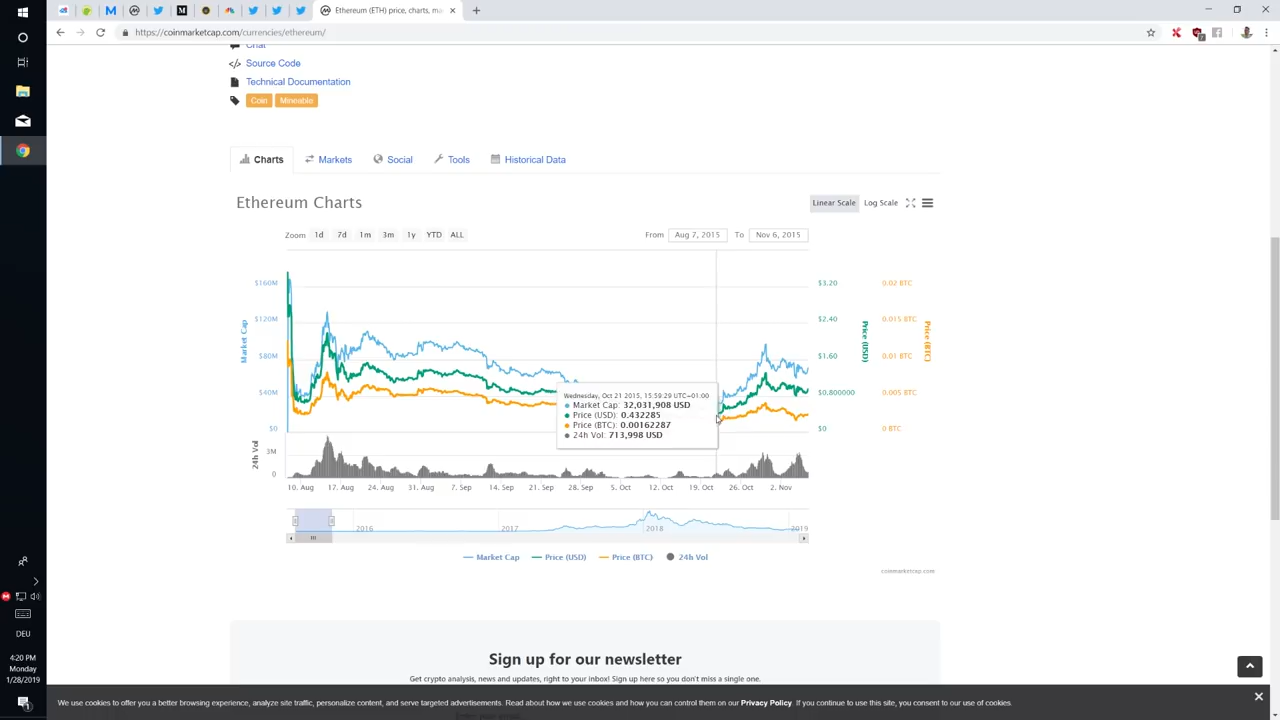 Ethereum (ETH) price, charts, ma
https://coinmarketcap.com/currencies/ethereum/
Chat
Source Code
Technical Documentation
Coin Mineable
Charts Markets Social Tools Historical Data
Ethereum Charts
Linear Scale Log Scale
Zoom 1d 7d 1m 3m 1y YTD ALL From Aug 7, 2015 To Nov 6, 2015
$160M $3.20 0.02 BTC
$120M $2.40 0.015 BTC
$80M $1.60 0.01 BTC
$40M $0.800000 0.005 BTC
$0 $0 0 BTC
Market Cap
Price (USD)
Price (BTC)
Wednesday, Oct 21 2015, 15:59:29 UTC+01:00
Market Cap: 32,031,908 USD
Price (USD): 0.432285
Price (BTC): 0.00162287
24h Vol: 713,998 USD
24h Vol
3M
0
10. Aug 17. Aug 24. Aug 31. Aug 7. Sep 14. Sep 21. Sep 28. Sep 5. Oct 12. Oct 19. Oct 26. Oct 2. Nov
2016 2017 2018 2019
Market Cap Price (USD) Price (BTC) 24h Vol
coinmarketcap.com
Sign up for our newsletter
Get crypto analysis, news and updates, right to your inbox! Sign up here so you don't miss a single one.
We use cookies to offer you a better browsing experience, analyze site traffic, personalize content, and serve targeted advertisements. Read about how we use cookies and how you can control them on our Privacy Policy. If you continue to use this site, you consent to our use of cookies.
DEU
4:20 PM
Monday
1/28/2019